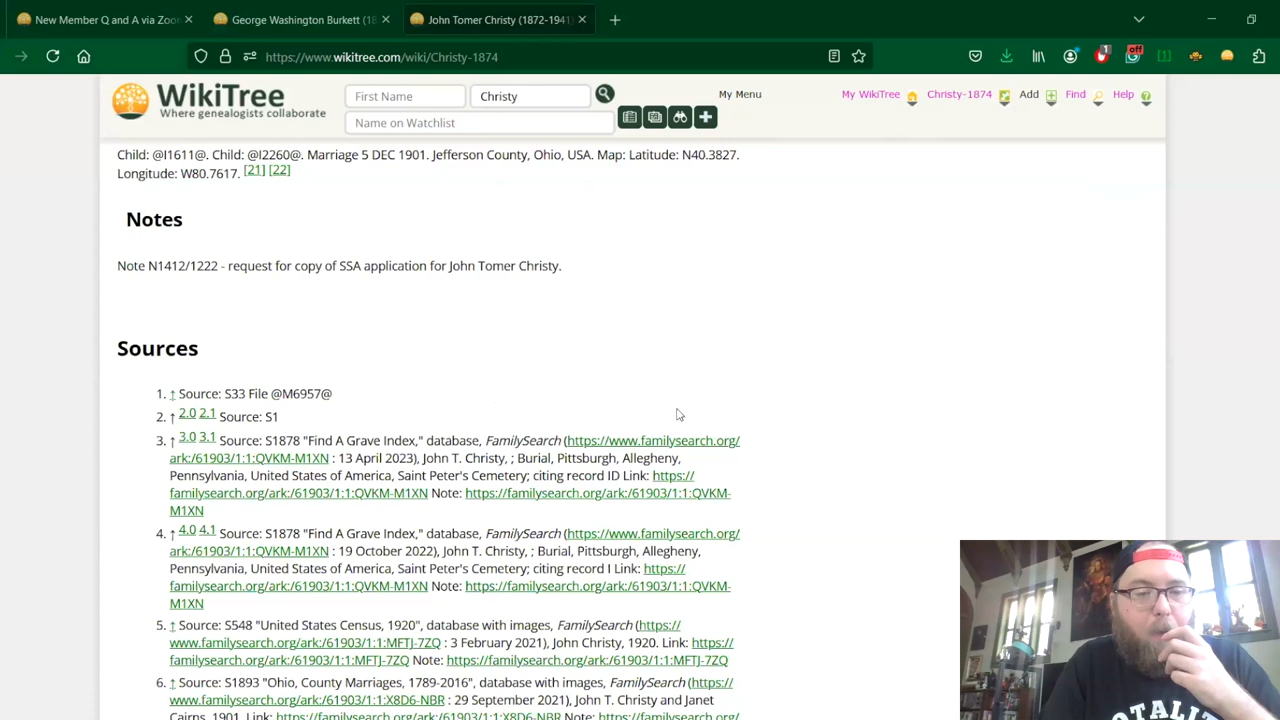 New Member Q and A via Zoo
George Washington Burkett (18
John Tomer Christy (1872-1941)
https://www.wikitree.com/wiki/Christy-1874
1
off
WikiTree
Where genealogists collaborate
First Name
Christy
My Menu
My WikiTree
Christy-1874
Add
Find
Help
Name on Watchlist
Child: @I1611@. Child: @I2260@. Marriage 5 DEC 1901. Jefferson County, Ohio, USA. Map: Latitude: N40.3827.
Longitude: W80.7617. [21] [22]
Notes
Note N1412/1222 - request for copy of SSA application for John Tomer Christy.
Sources
1. ↑ Source: S33 File @M6957@
2. ↑ 2.0 2.1 Source: S1
3. ↑ 3.0 3.1 Source: S1878 "Find A Grave Index," database, FamilySearch (https://www.familysearch.org/
ark:/61903/1:1:QVKM-M1XN : 13 April 2023), John T. Christy, ; Burial, Pittsburgh, Allegheny,
Pennsylvania, United States of America, Saint Peter's Cemetery; citing record ID Link: https://
familysearch.org/ark:/61903/1:1:QVKM-M1XN Note: https://familysearch.org/ark:/61903/1:1:QVKM-
M1XN
4. ↑ 4.0 4.1 Source: S1878 "Find A Grave Index," database, FamilySearch (https://www.familysearch.org/
ark:/61903/1:1:QVKM-M1XN : 19 October 2022), John T. Christy, ; Burial, Pittsburgh, Allegheny,
Pennsylvania, United States of America, Saint Peter's Cemetery; citing record I Link: https://
familysearch.org/ark:/61903/1:1:QVKM-M1XN Note: https://familysearch.org/ark:/61903/1:1:QVKM-
M1XN
5. ↑ Source: S548 "United States Census, 1920", database with images, FamilySearch (https://
www.familysearch.org/ark:/61903/1:1:MFTJ-7ZQ : 3 February 2021), John Christy, 1920. Link: https://
familysearch.org/ark:/61903/1:1:MFTJ-7ZQ Note: https://familysearch.org/ark:/61903/1:1:MFTJ-7ZQ
6. ↑ Source: S1893 "Ohio, County Marriages, 1789-2016", database with images, FamilySearch (https://
www.familysearch.org/ark:/61903/1:1:X8D6-NBR : 29 September 2021), John T. Christy and Janet
Cairns, 1901. Link: https://familysearch.org/ark:/61903/1:1:X8D6-NBR Note: https://familysearch.org/